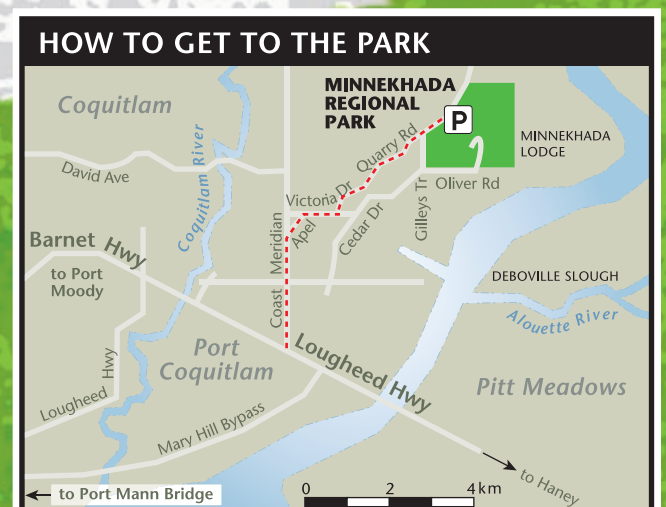 HOW TO GET TO THE PARK
MINNEKHADA
REGIONAL
PARK
P
Coquitlam
MINNEKHADA
LODGE
Coquitlam River
David Ave
Quarry Rd
Victoria Dr
Oliver Rd
Gilleys Tr
Apel
Cedar Dr
Coast Meridian
Barnet Hwy
to Port
Moody
DEBOVILLE SLOUGH
Alouette River
Port
Coquitlam
Lougheed Hwy
Lougheed Hwy
Pitt Meadows
Mary Hill Bypass
to Haney
to Port Mann Bridge
0 2 4 km